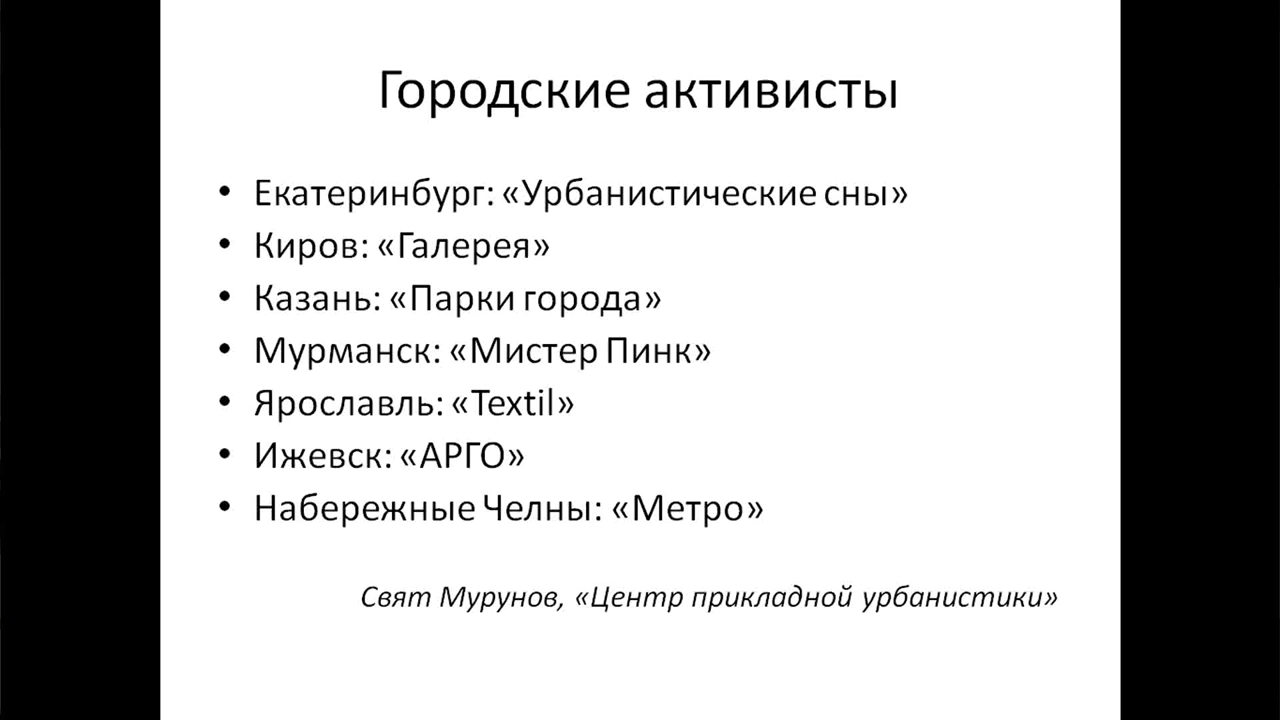 Городские активисты
• Екатеринбург: «Урбанистические сны»
• Киров: «Галерея»
• Казань: «Парки города»
• Мурманск: «Мистер Пинк»
• Ярославль: «Textil»
• Ижевск: «АРГО»
• Набережные Челны: «Метро»
Свят Мурунов, «Центр прикладной урбанистики»